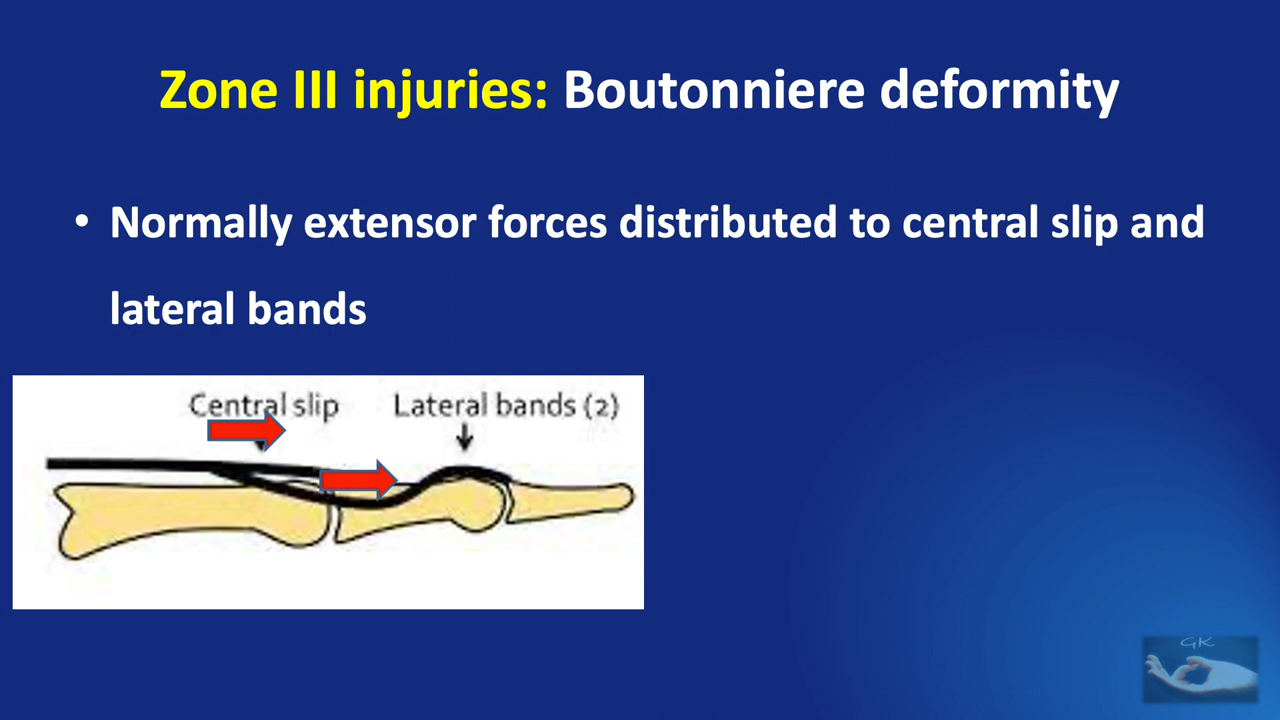 Zone III injuries: Boutonniere deformity
• Normally extensor forces distributed to central slip and
lateral bands
Central slip
Lateral bands (2)
GK